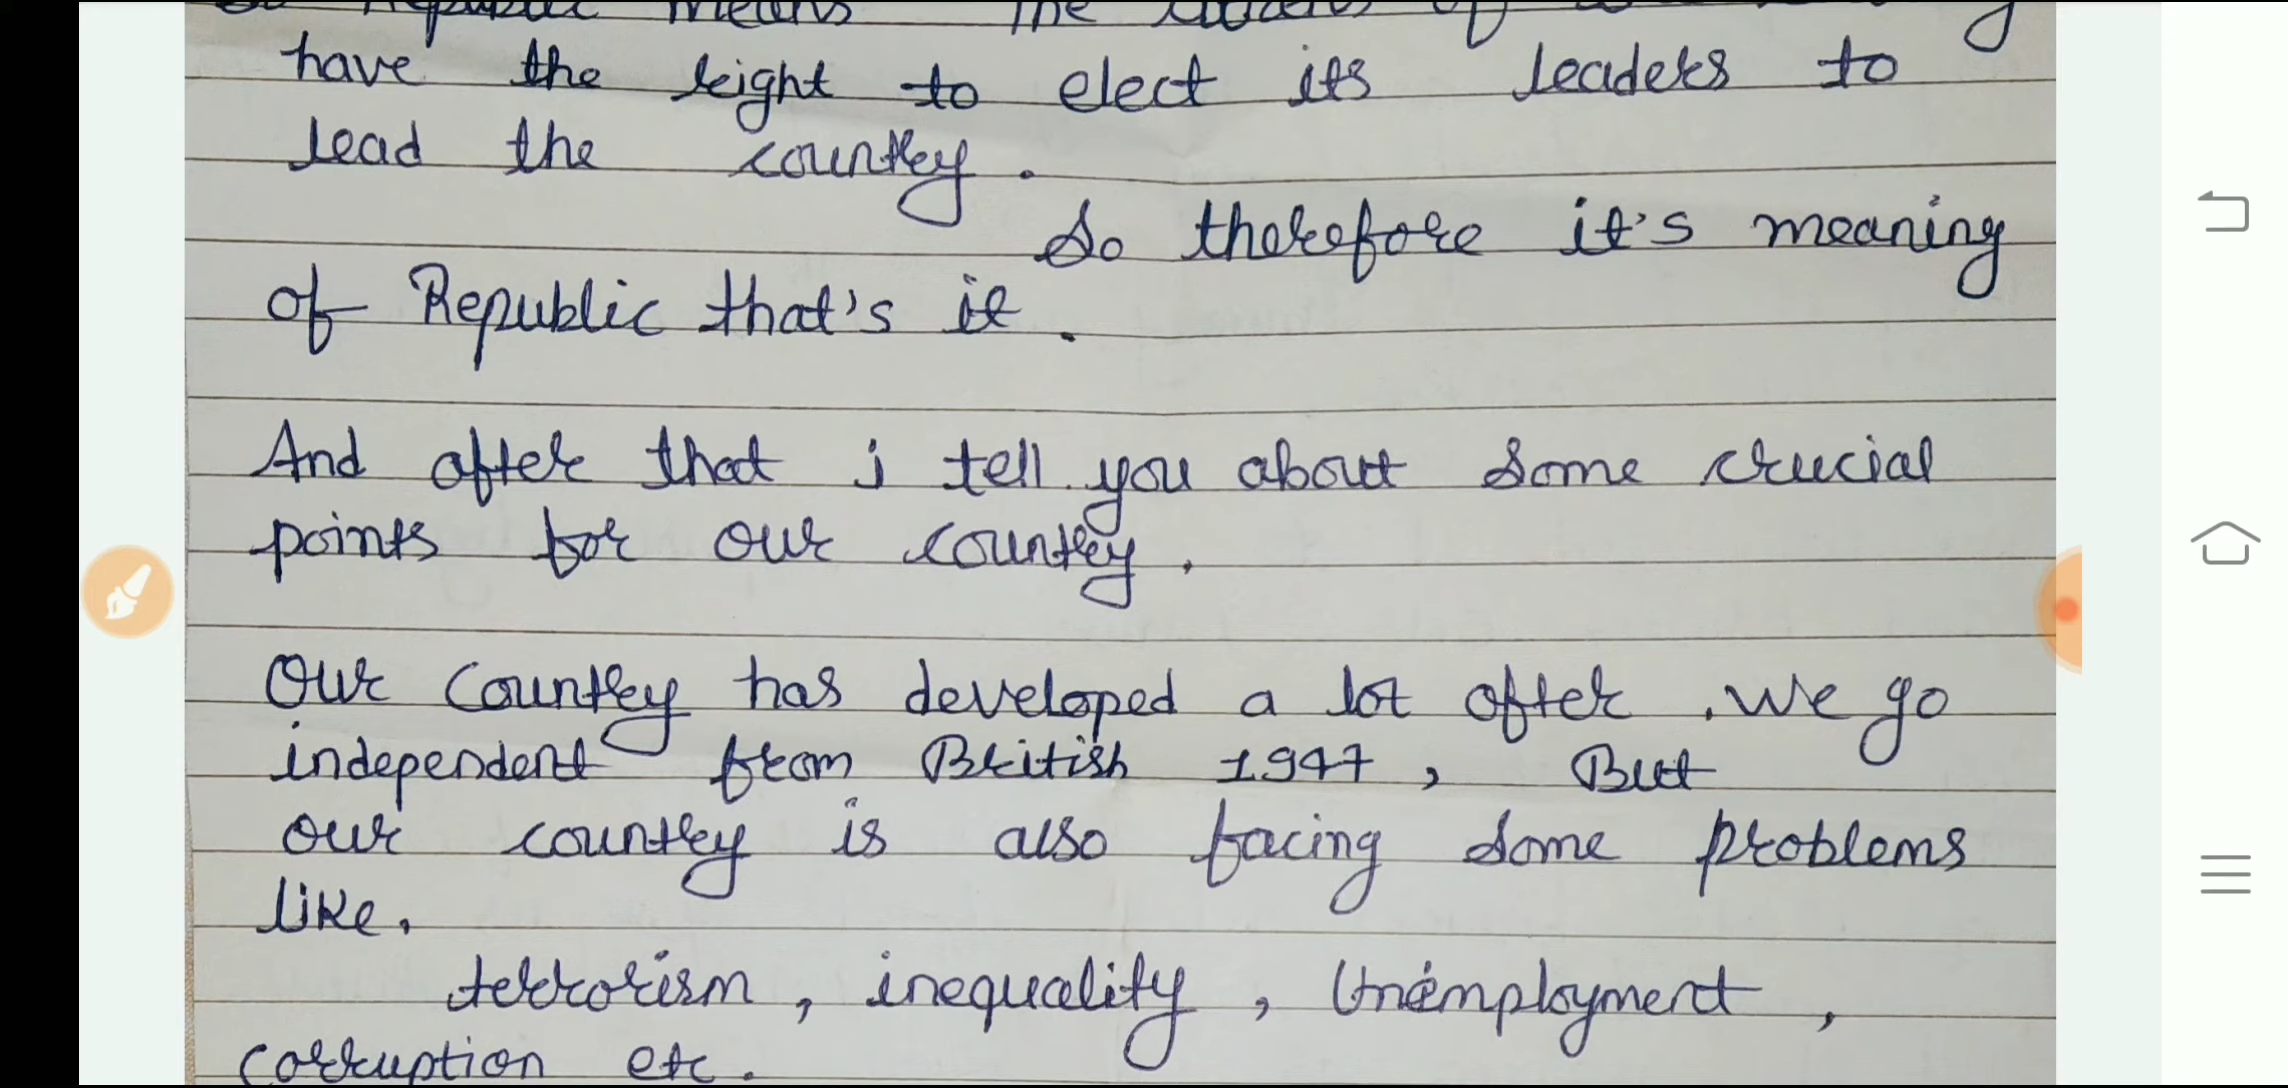 Republic means the
have the right to elect its leaders to
lead the country.
So therefore it's meaning
of Republic that's it.
And after that i tell you about some crucial
points for our country.
Our Country has developed a lot after. We go
independent from British 1947, But
our country is also facing some problems
like,
terrorism, inequality, Unemployment,
corruption etc.